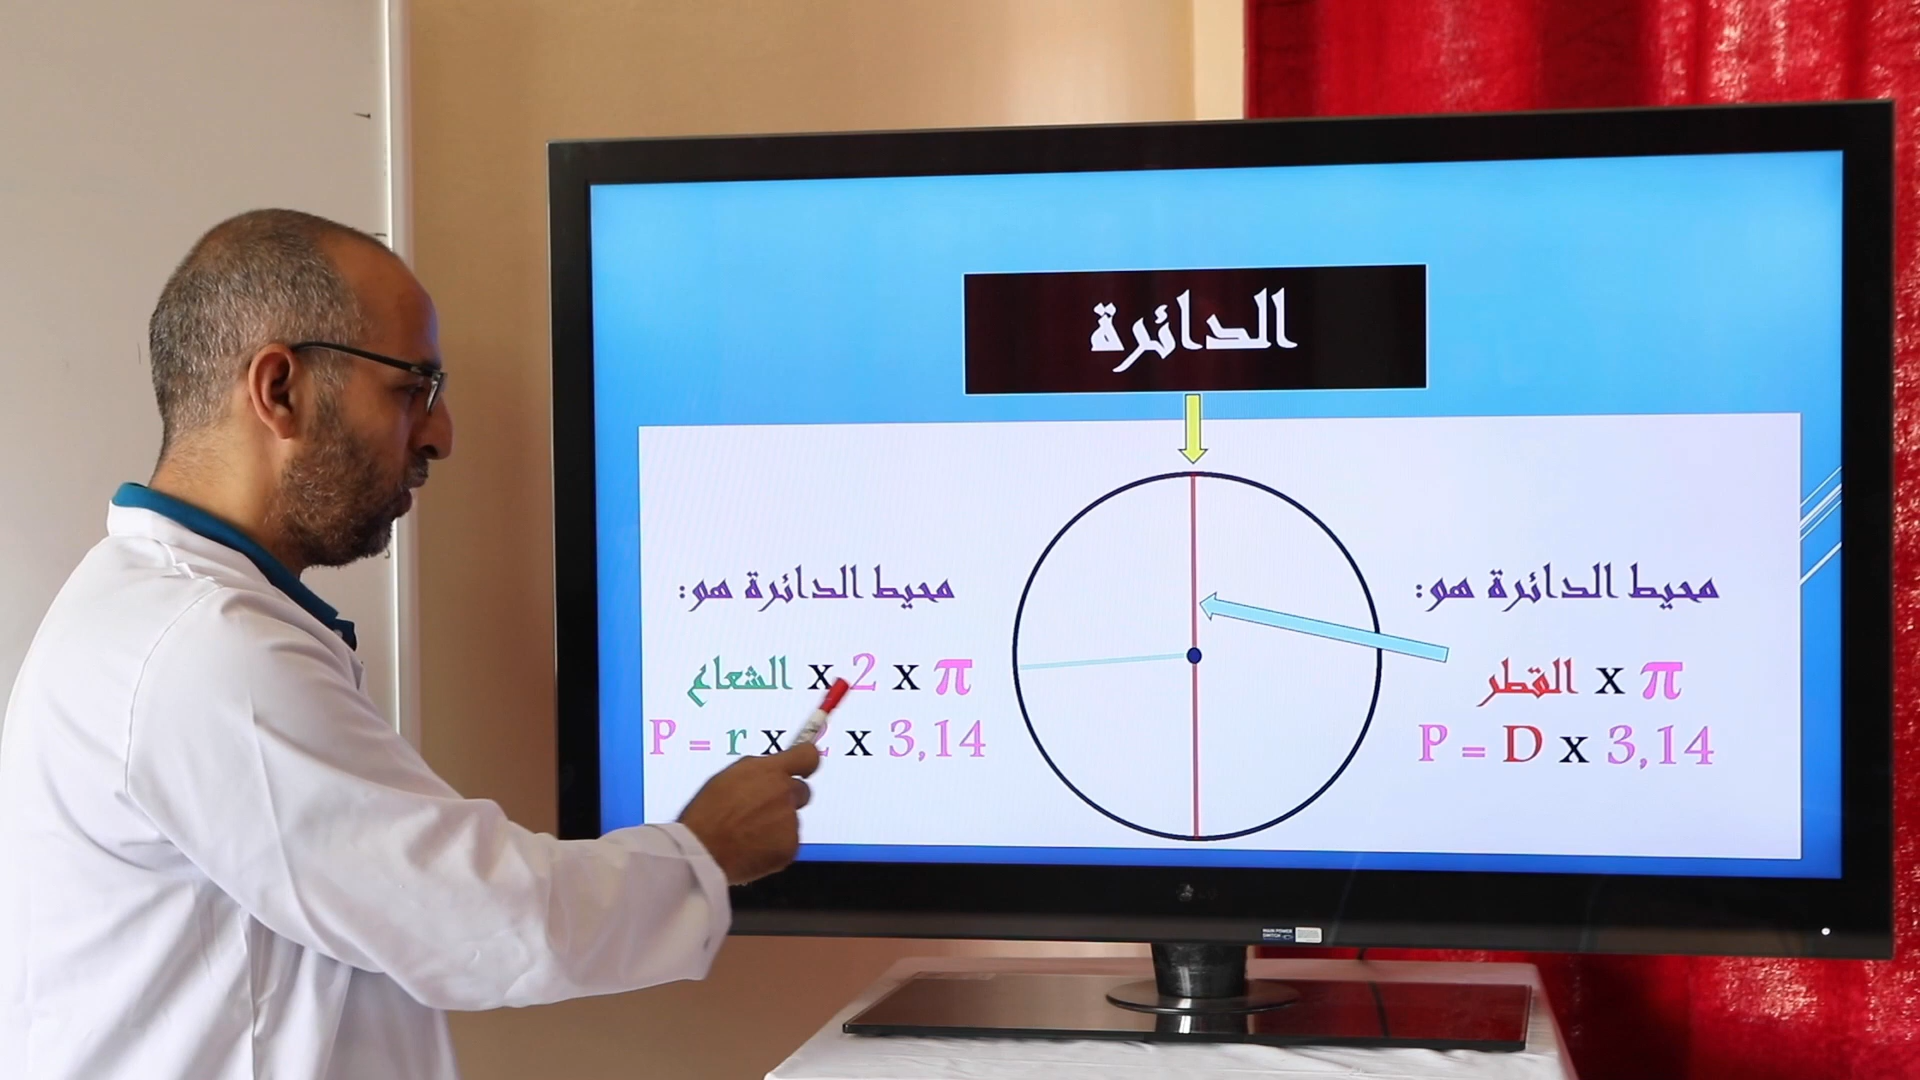 الدائرة
محيط الدائرة هو:
π x القطر
P = D x 3,14
محيط الدائرة هو:
π x 2 x الشعاع
P = r x 2 x 3,14